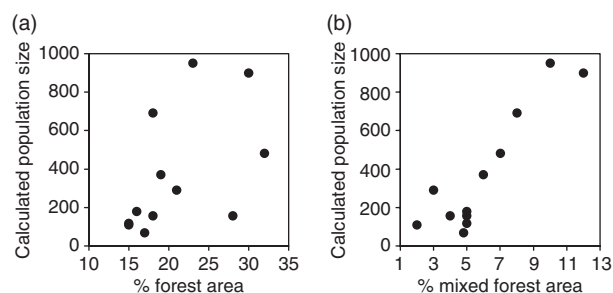 (a)
Calculated population size
1000
800
600
400
200
0
10 15 20 25 30 35
% forest area
(b)
Calculated population size
1000
800
600
400
200
0
1 3 5 7 9 11 13
% mixed forest area